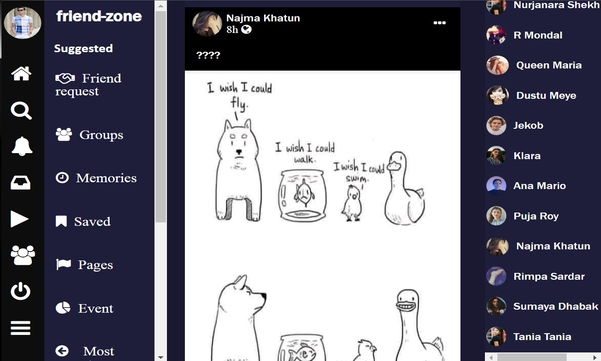 friend-zone
Suggested
Friend
request
Groups
Memories
Saved
Pages
Event
Most
Najma Khatun
8h
????
I wish I could
fly.
I wish I could
walk.
I wish I could
swim.
Nurjanara Shekh
R Mondal
Queen Maria
Dustu Meye
Jekob
Klara
Ana Mario
Puja Roy
Najma Khatun
Rimpa Sardar
Sumaya Dhabak
Tania Tania